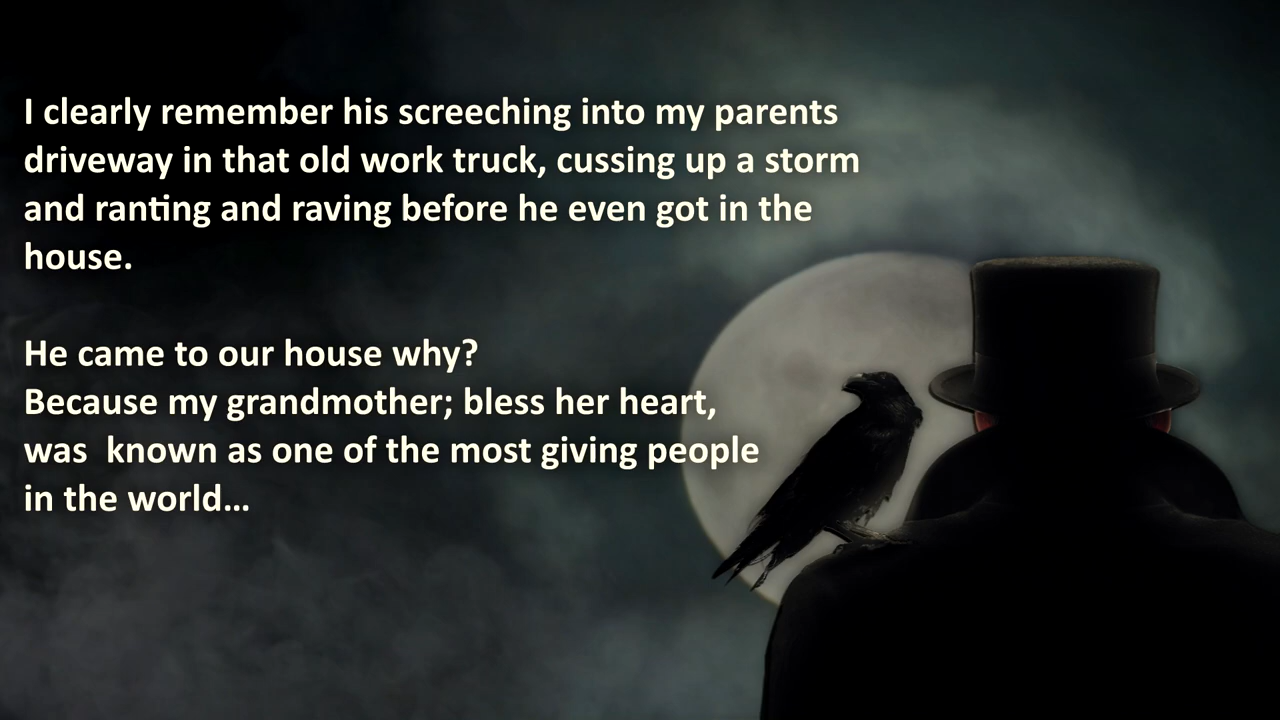 I clearly remember his screeching into my parents
driveway in that old work truck, cussing up a storm
and ranting and raving before he even got in the
house.
He came to our house why?
Because my grandmother; bless her heart,
was  known as one of the most giving people
in the world...